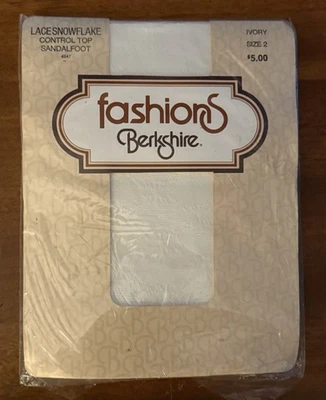 LACE SNOWFLAKE
CONTROL TOP
SANDALFOOT
IVORY
SIZE 2
$5.00
fashions
Berkshire